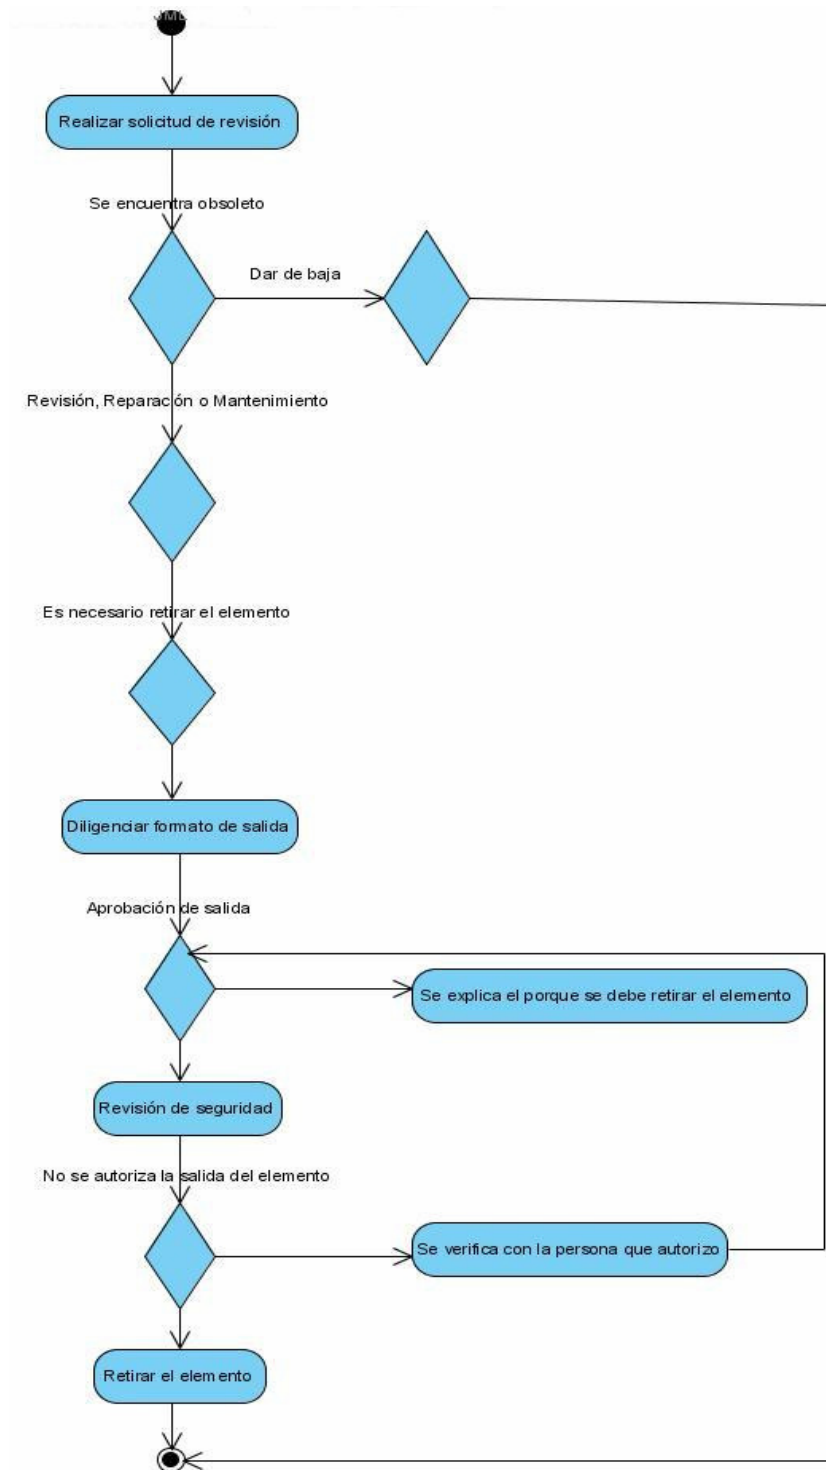 Realizar solicitud de revisión
Se encuentra obsoleto
Dar de baja
Revisión, Reparación o Mantenimiento
Es necesario retirar el elemento
Diligenciar formato de salida
Aprobación de salida
Se explica el porque se debe retirar el elemento
Revisión de seguridad
No se autoriza la salida del elemento
Se verifica con la persona que autorizo
Retirar el elemento